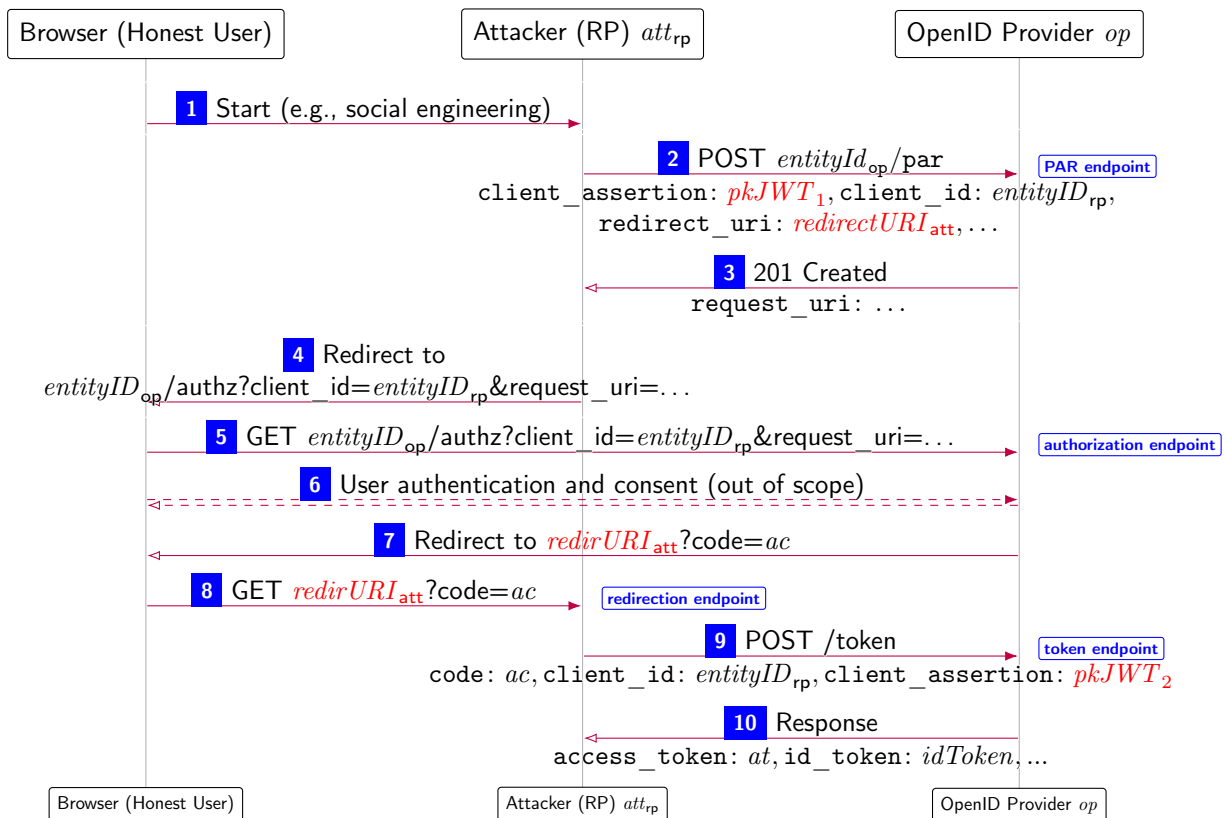 Browser (Honest User)
Attacker (RP) att_rp
OpenID Provider op
1 Start (e.g., social engineering)
2 POST entityId_op/par
PAR endpoint
client_assertion: pkJWT_1, client_id: entityID_rp,
redirect_uri: redirectURI_att, ...
3 201 Created
request_uri: ...
4 Redirect to
entityID_op/authz?client_id=entityID_rp&request_uri=...
5 GET entityID_op/authz?client_id=entityID_rp&request_uri=...
authorization endpoint
6 User authentication and consent (out of scope)
7 Redirect to redirURI_att?code=ac
8 GET redirURI_att?code=ac
redirection endpoint
9 POST /token
token endpoint
code: ac, client_id: entityID_rp, client_assertion: pkJWT_2
10 Response
access_token: at, id_token: idToken, ...
Browser (Honest User)
Attacker (RP) att_rp
OpenID Provider op